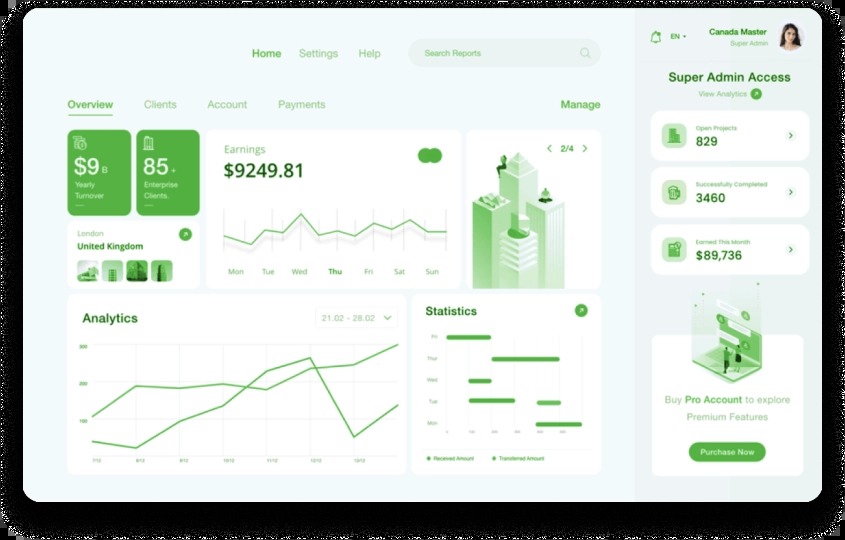 Home
Settings
Help
Search Reports
EN
Canada Master
Super Admin
Overview
Clients
Account
Payments
Manage
$9 B
Yearly
Turnover
85 +
Enterprise
Clients.
London
United Kingdom
Earnings
$9249.81
Mon Tue Wed Thu Fri Sat Sun
2/4
Analytics
21.02 - 28.02
300
200
100
7/12 8/12 9/12 10/12 11/12 12/12 13/12
Statistics
Fri
Thur
Wed
Tue
Mon
Received Amount
Transferred Amount
Super Admin Access
View Analytics
Open Projects
829
Successfully Completed
3460
Earned This Month
$89,736
Buy Pro Account to explore
Premium Features
Purchase Now